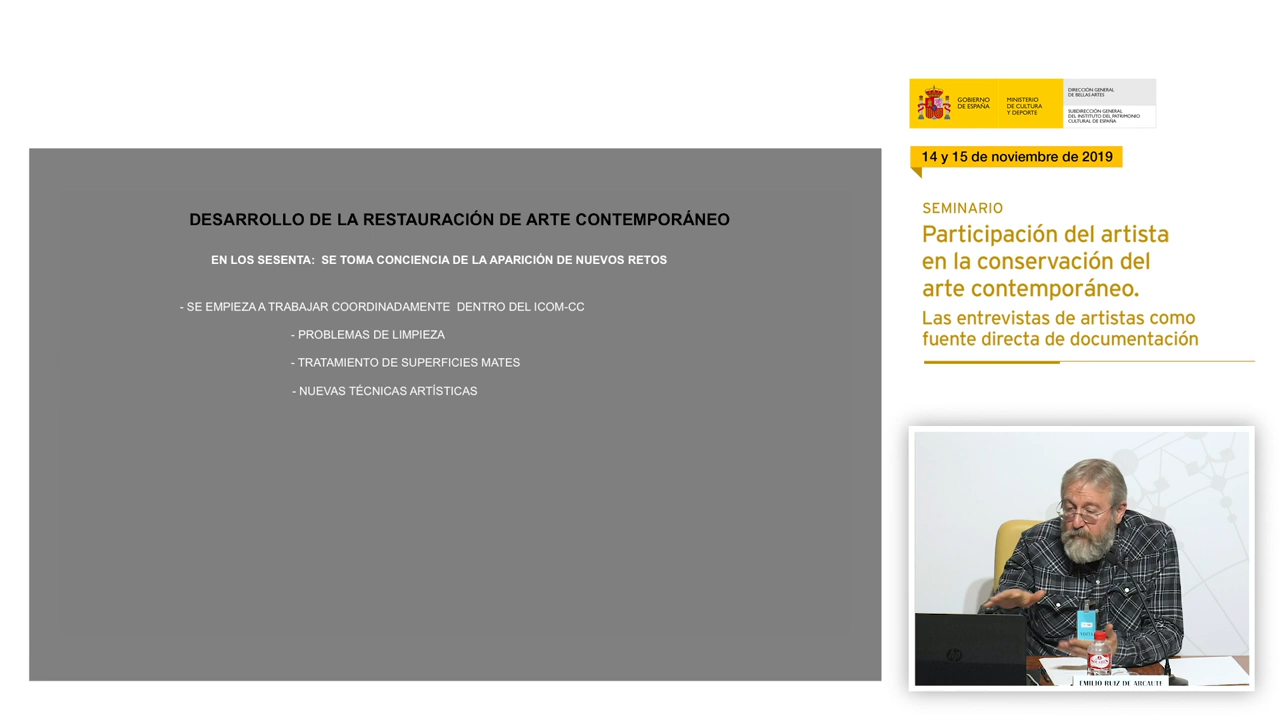 GOBIERNO
DE ESPAÑA
MINISTERIO
DE CULTURA
Y DEPORTE
DIRECCIÓN GENERAL
DE BELLAS ARTES
SUBDIRECCIÓN GENERAL
DEL INSTITUTO DEL PATRIMONIO
CULTURAL DE ESPAÑA
14 y 15 de noviembre de 2019
SEMINARIO
Participación del artista
en la conservación del
arte contemporáneo.
Las entrevistas de artistas como
fuente directa de documentación
DESARROLLO DE LA RESTAURACIÓN DE ARTE CONTEMPORÁNEO
EN LOS SESENTA: SE TOMA CONCIENCIA DE LA APARICIÓN DE NUEVOS RETOS
- SE EMPIEZA A TRABAJAR COORDINADAMENTE DENTRO DEL ICOM-CC
- PROBLEMAS DE LIMPIEZA
- TRATAMIENTO DE SUPERFICIES MATES
- NUEVAS TÉCNICAS ARTÍSTICAS
hp
EMILIO RUIZ DE ARCAUTE